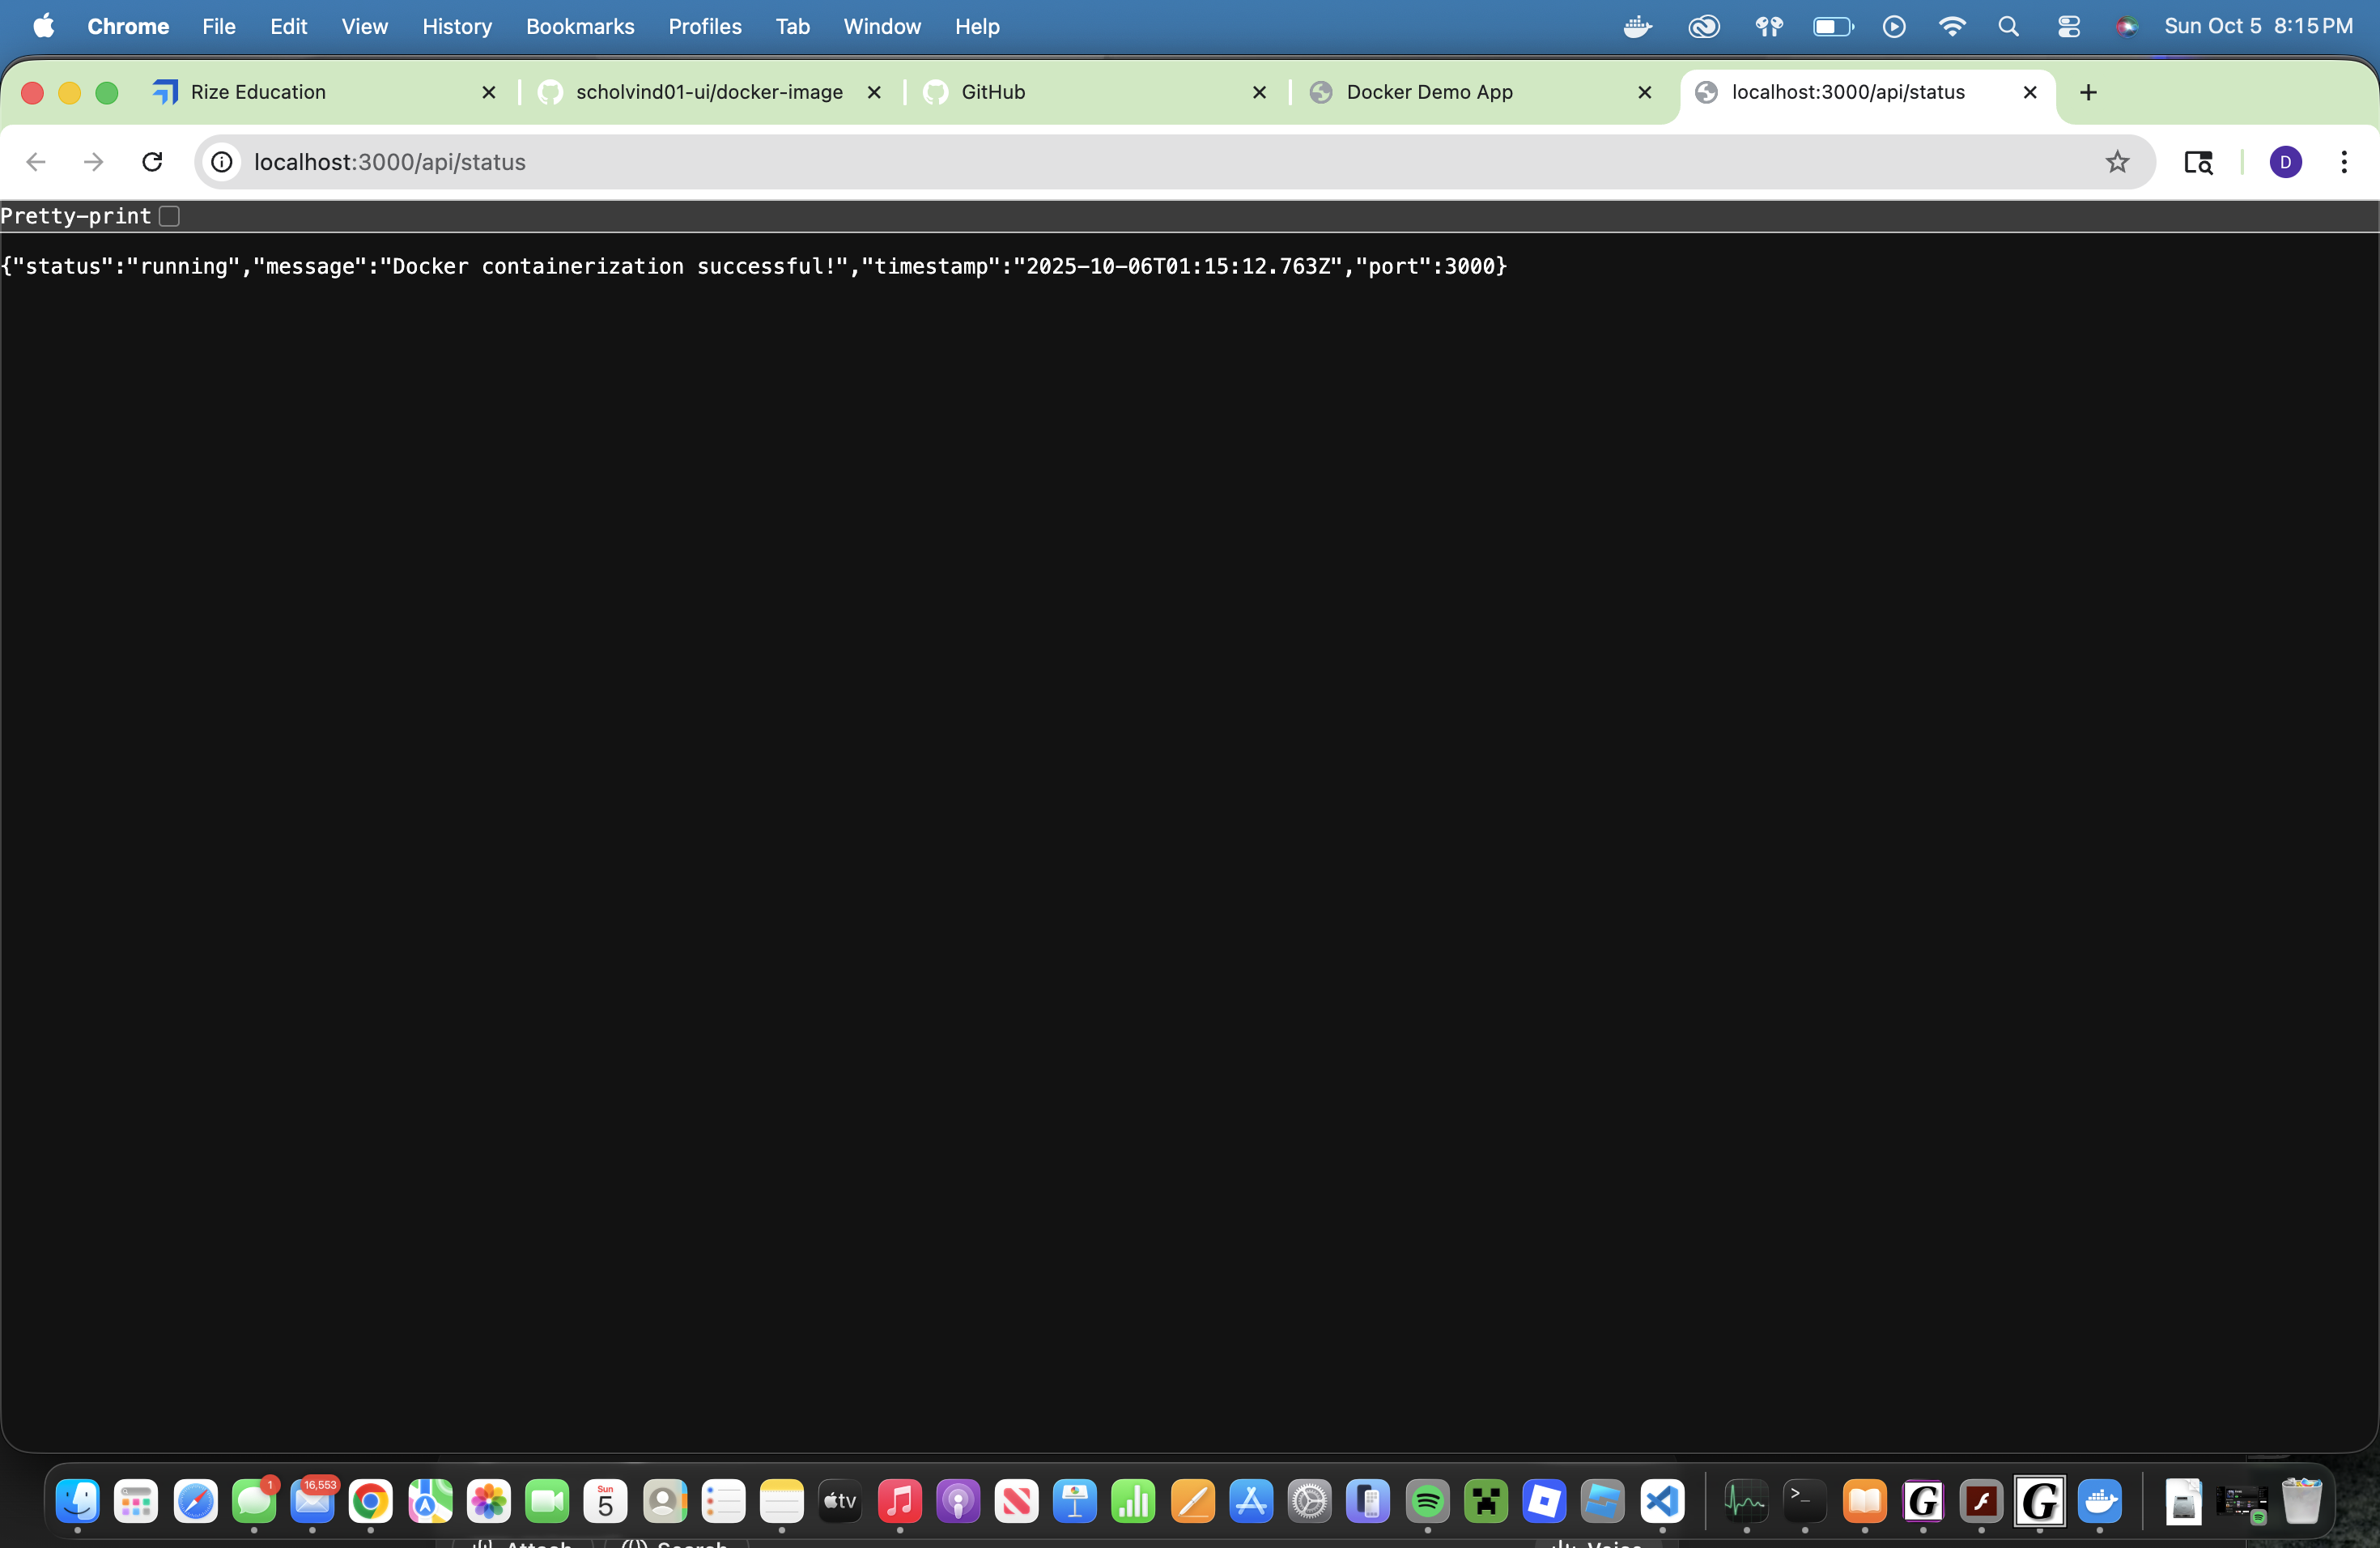 Chrome File Edit View History Bookmarks Profiles Tab Window Help Sun Oct 5 8:15 PM
Rize Education scholvind01-ui/docker-image GitHub Docker Demo App localhost:3000/api/status
localhost:3000/api/status D
Pretty-print
{"status":"running","message":"Docker containerization successful!","timestamp":"2025-10-06T01:15:12.763Z","port":3000}
1 16,553 Sun
5 tv >_ G G
Attach Search Voice